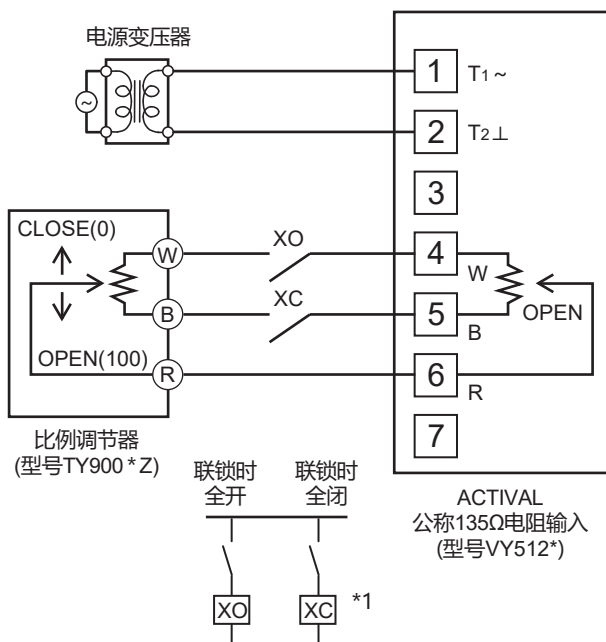 电源变压器
~
1 T1~
2 T2⊥
3
CLOSE(0)
W
XO
4
W
B
XC
5
B
OPEN
OPEN(100)
R
6
R
7
比例调节器
(型号TY900*Z)
联锁时
全开
联锁时
全闭
XO
XC
*1
ACTIVAL
公称135Ω电阻输入
(型号VY512*)